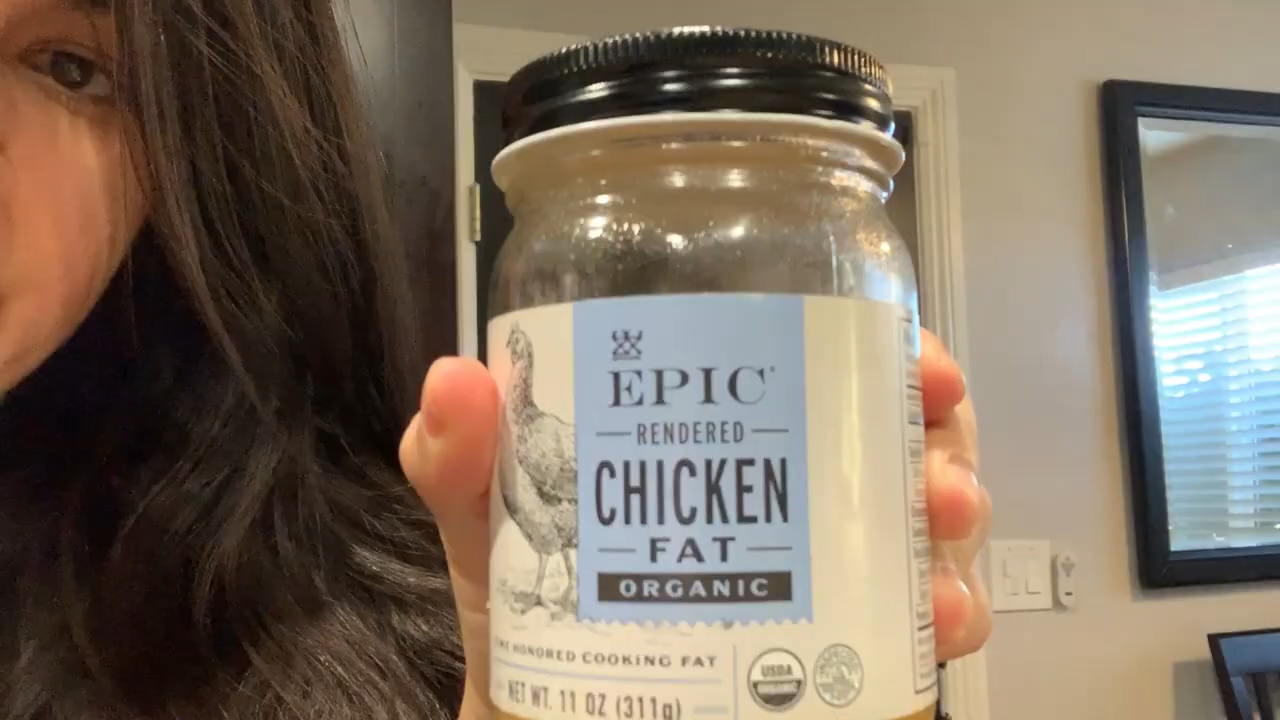 EPIC
RENDERED
CHICKEN
FAT
ORGANIC
HONORED COOKING FAT
NET WT. 11 OZ (311g)
USDA
ORGANIC